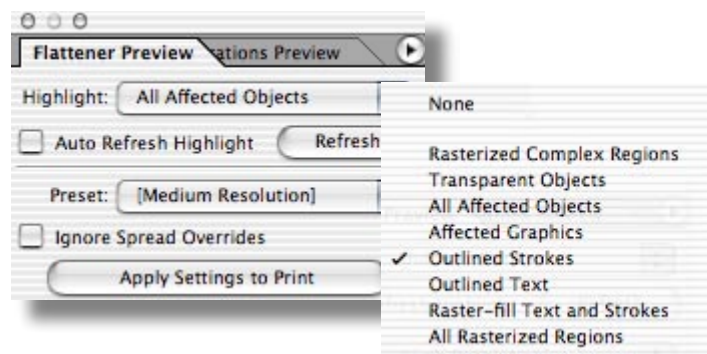 Flattener Preview ations Preview
Highlight: All Affected Objects
Auto Refresh Highlight Refresh
Preset: [Medium Resolution]
Ignore Spread Overrides
Apply Settings to Print
None
Rasterized Complex Regions
Transparent Objects
All Affected Objects
Affected Graphics
Outlined Strokes
Outlined Text
Raster-fill Text and Strokes
All Rasterized Regions